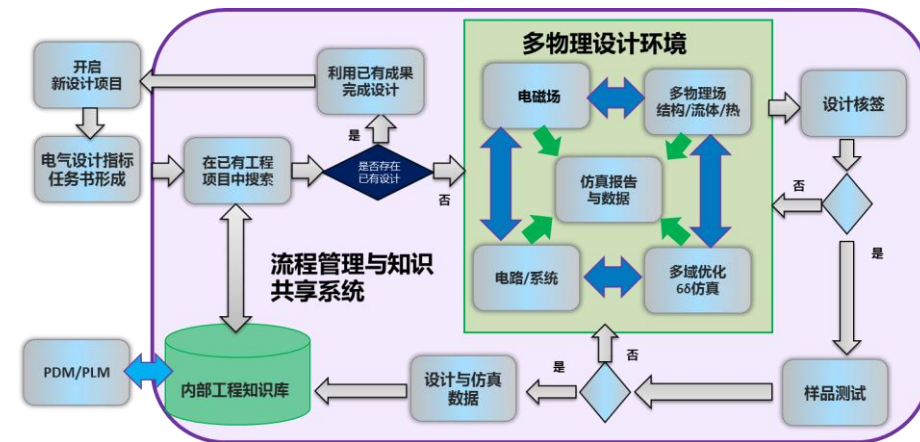 开启
新设计项目
利用已有成果
完成设计
多物理设计环境
电磁场
多物理场
结构/流体/热
设计核签
电气设计指标
任务书形成
在已有工程
项目中搜索
是
是否存在
已有设计
否
仿真报告
与数据
否
是
流程管理与知识
共享系统
电路/系统
多域优化
6δ仿真
PDM/PLM
内部工程知识库
设计与仿真
数据
是
否
样品测试